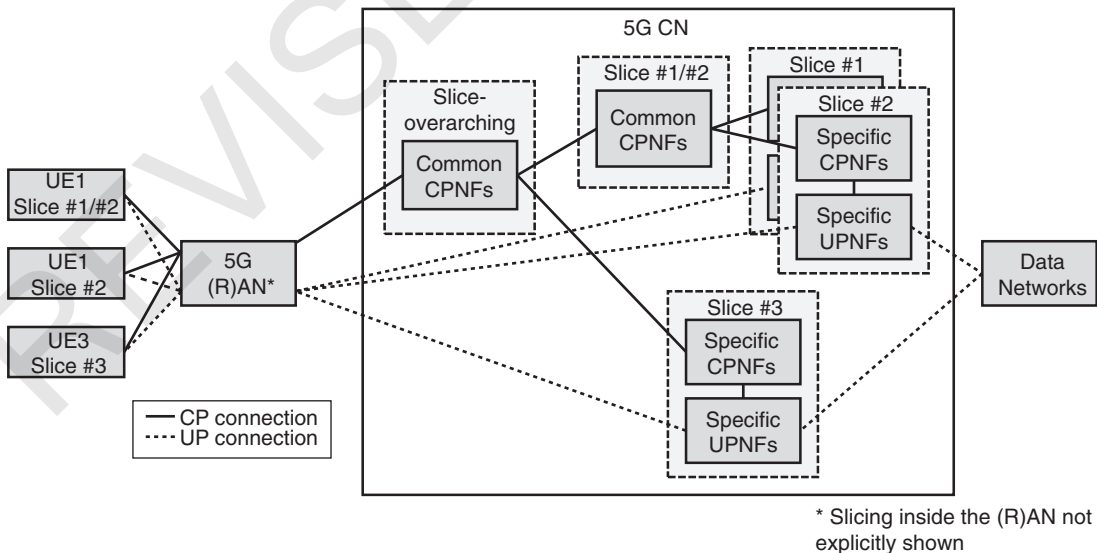 5G CN
Slice #1/#2
Slice #1
Slice-
overarching
Slice #2
Common
CPNFs
Common
CPNFs
Specific
CPNFs
UE1
Slice #1/#2
Specific
UPNFs
UE1
Slice #2
5G
(R)AN*
Data
Networks
UE3
Slice #3
Slice #3
Specific
CPNFs
Specific
UPNFs
CP connection
UP connection
* Slicing inside the (R)AN not
explicitly shown
REVISE